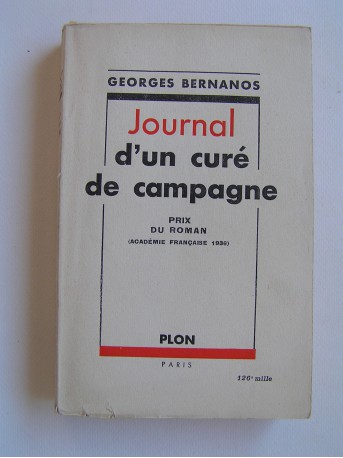 GEORGES BERNANOS
Journal
d'un curé
de campagne
PRIX
DU ROMAN
(ACADÉMIE FRANÇAISE 1936)
PLON
PARIS
126e mille